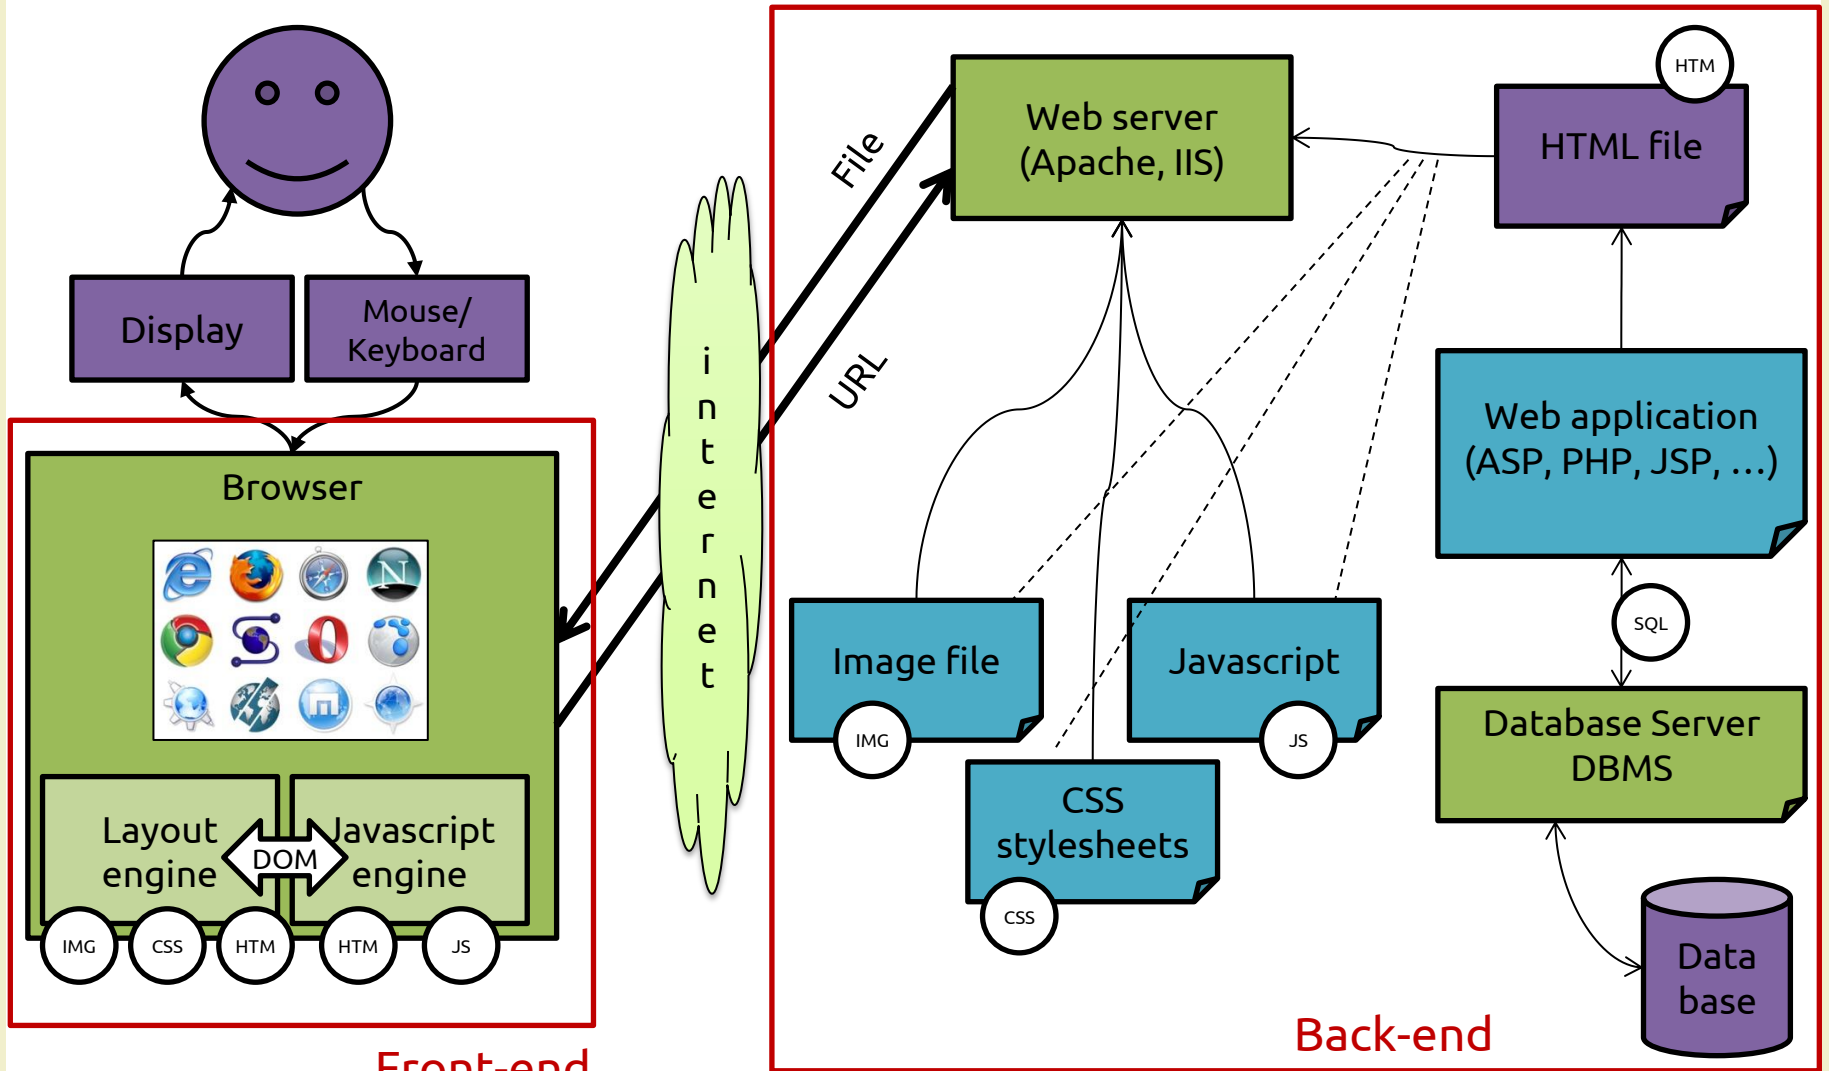 Display
Mouse/
Keyboard
Browser
N
Layout
engine
DOM
Javascript
engine
IMG
CSS
HTM
HTM
JS
Front-end
i
n
t
e
r
n
e
t
File
URL
Web server
(Apache, IIS)
HTM
HTML file
Web application
(ASP, PHP, JSP, ...)
SQL
Image file
IMG
Javascript
JS
CSS
stylesheets
CSS
Database Server
DBMS
Data
base
Back-end